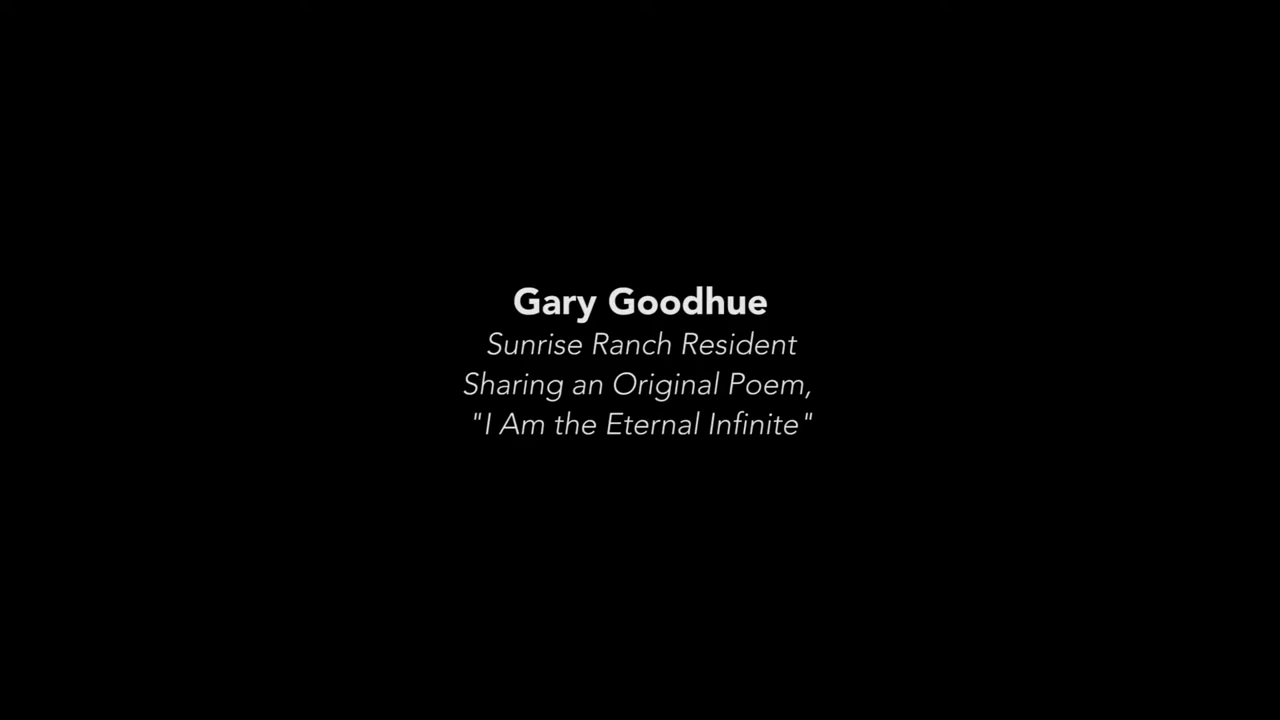 Gary Goodhue
Sunrise Ranch Resident
Sharing an Original Poem,
"I Am the Eternal Infinite"